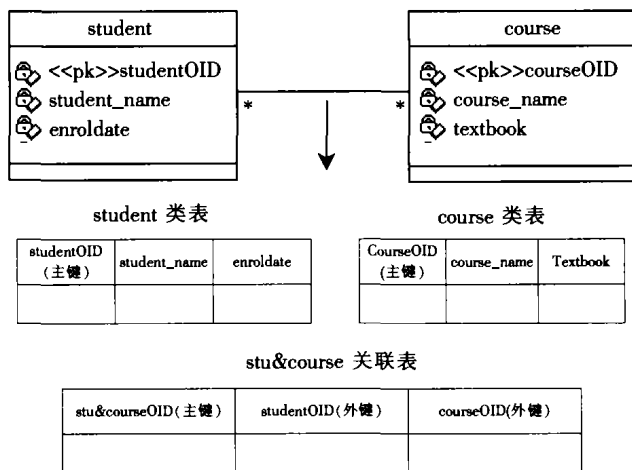 student
course
<<pk>>studentOID
<<pk>>courseOID
student_name
course_name
enroldate
textbook
*
*
student 类表
course 类表
studentOID
(主键)
student_name
enroldate
CourseOID
(主键)
course_name
Textbook
stu&course 关联表
stu&courseOID(主键)
studentOID(外键)
courseOID(外键)